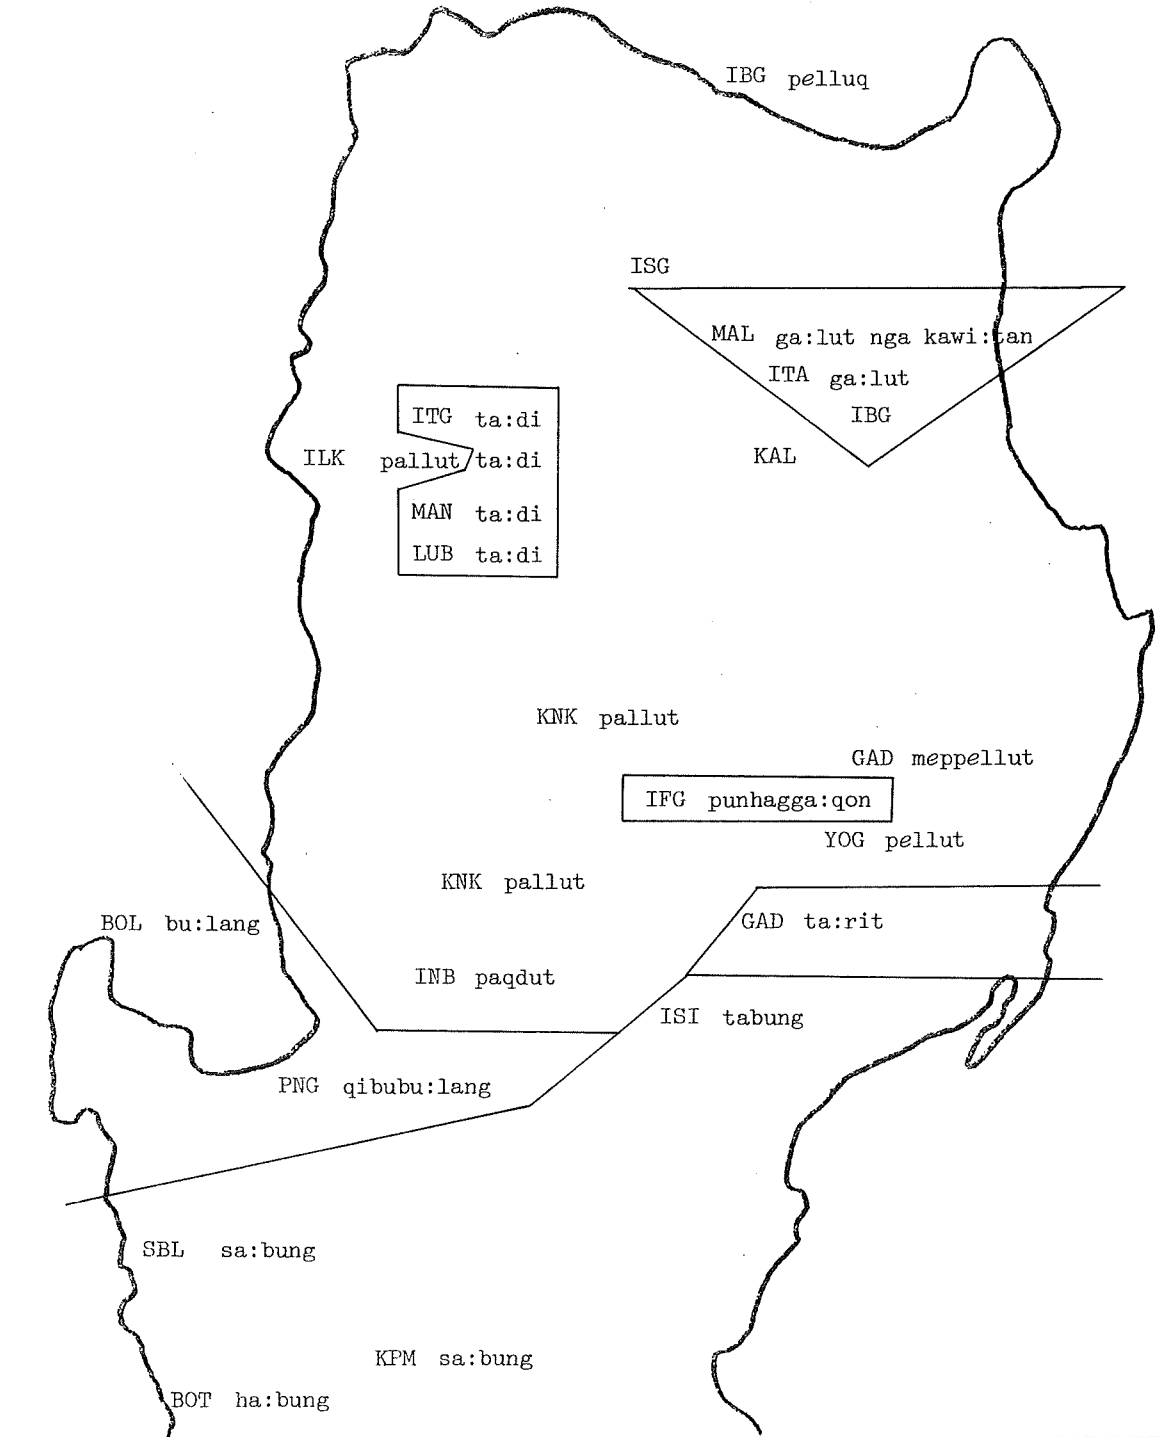 IBG pelluq
ISG
MAL ga:lut nga kawi:tan
ITA ga:lut
IBG
KAL
ITG ta:di
ILK pallut/ta:di
MAN ta:di
LUB ta:di
KNK pallut
GAD meppellut
IFG punhagga:qon
YOG pellut
KNK pallut
BOL bu:lang
GAD ta:rit
INB paqdut
ISI tabung
PNG qibubu:lang
SBL sa:bung
KPM sa:bung
BOT ha:bung